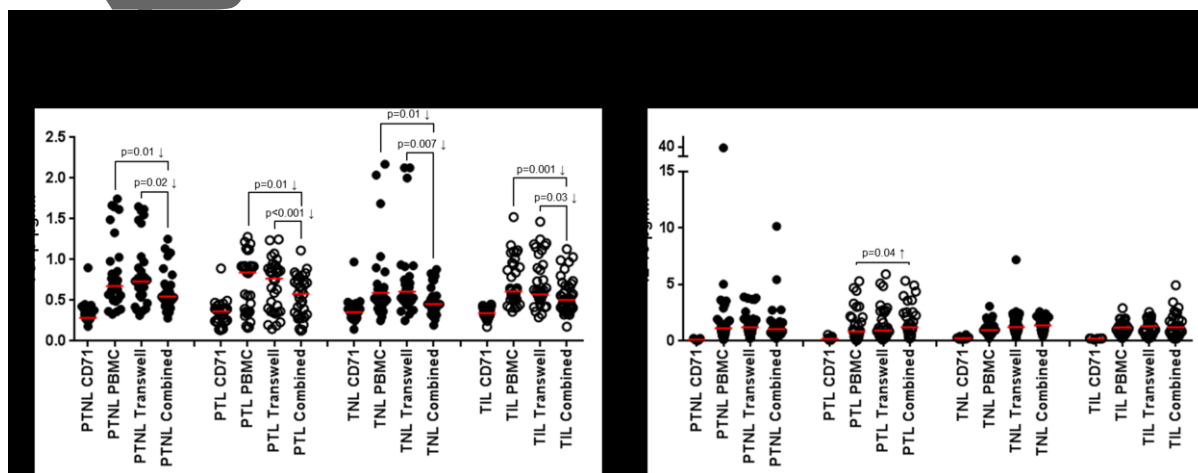 2.5
2.0
1.5
1.0
0.5
0.0
p=0.01 ↓
p=0.02 ↓
p=0.01 ↓
p<0.001 ↓
p=0.01 ↓
p=0.007 ↓
p=0.001 ↓
p=0.03 ↓
PTNL CD71
PTNL PBMC
PTNL Transwell
PTNL Combined
PTL CD71
PTL PBMC
PTL Transwell
PTL Combined
TNL CD71
TNL PBMC
TNL Transwell
TNL Combined
TIL CD71
TIL PBMC
TIL Transwell
TIL Combined
40
15
10
5
0
p=0.04 ↑
PTNL CD71
PTNL PBMC
PTNL Transwell
PTNL Combined
PTL CD71
PTL PBMC
PTL Transwell
PTL Combined
TNL CD71
TNL PBMC
TNL Transwell
TNL Combined
TIL CD71
TIL PBMC
TIL Transwell
TIL Combined